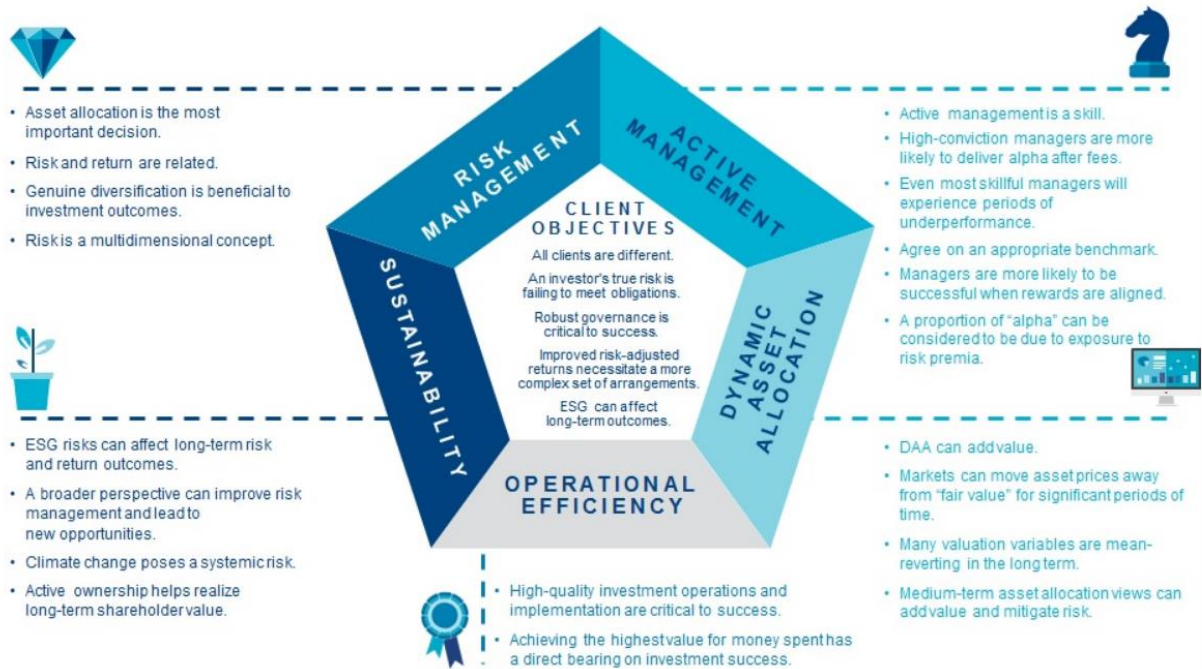 • Asset allocation is the most
important decision.
• Risk and return are related.
• Genuine diversification is beneficial to
investment outcomes.
• Risk is a multidimensional concept.
RISK
MANAGEMENT
ACTIVE
MANAGEMENT
• Active management is a skill.
• High-conviction managers are more
likely to deliver alpha after fees.
• Even most skillful managers will
experience periods of
underperformance.
• Agree on an appropriate benchmark.
• Managers are more likely to be
successful when rewards are aligned.
• A proportion of “alpha” can be
considered to be due to exposure to
risk premia.
CLIENT
OBJECTIVES
All clients are different.
An investor's true risk is
failing to meet obligations.
Robust governance is
critical to success.
Improved risk-adjusted
returns necessitate a more
complex set of arrangements.
ESG can affect
long-term outcomes.
SUSTAINABILITY
DYNAMIC
ASSET
ALLOCATION
OPERATIONAL
EFFICIENCY
• ESG risks can affect long-term risk
and return outcomes.
• A broader perspective can improve risk
management and lead to
new opportunities.
• Climate change poses a systemic risk.
• Active ownership helps realize
long-term shareholder value.
• DAA can add value.
• Markets can move asset prices away
from “fair value” for significant periods of
time.
• Many valuation variables are mean-
reverting in the long term.
• Medium-term asset allocation views can
add value and mitigate risk.
• High-quality investment operations and
implementation are critical to success.
• Achieving the highest value for money spent has
a direct bearing on investment success.